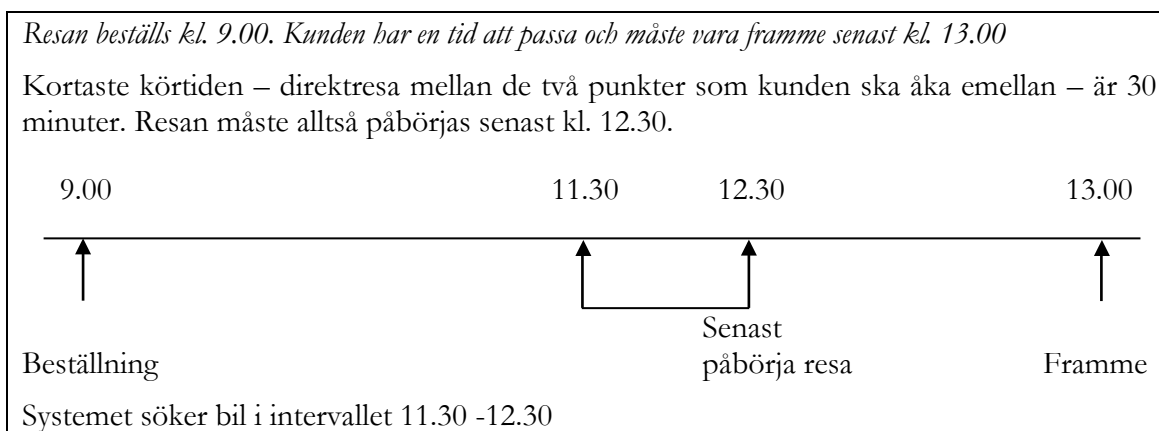 Resan beställs kl. 9.00. Kunden har en tid att passa och måste vara framme senast kl. 13.00
Kortaste körtiden – direktresa mellan de två punkter som kunden ska åka emellan – är 30
minuter. Resan måste alltså påbörjas senast kl. 12.30.
9.00 11.30 12.30 13.00
Senast
Beställning påbörja resa Framme
Systemet söker bil i intervallet 11.30 -12.30